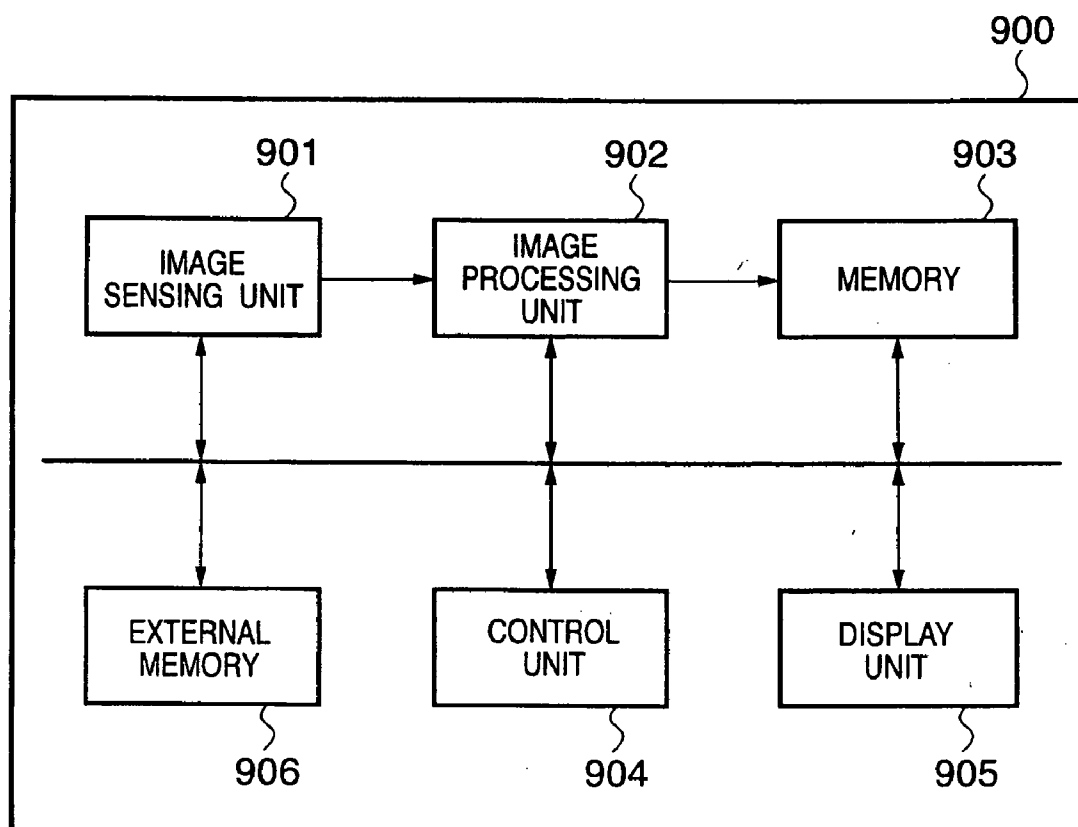 900
901
902
903
IMAGE
SENSING UNIT
IMAGE
PROCESSING
UNIT
MEMORY
EXTERNAL
MEMORY
CONTROL
UNIT
DISPLAY
UNIT
906
904
905